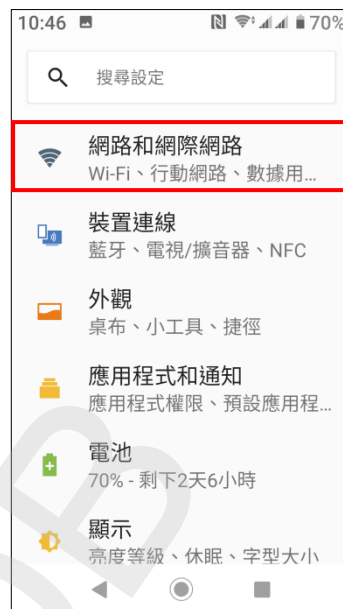 10:46 70%
搜尋設定
網路和網際網路
Wi-Fi、行動網路、數據用...
裝置連線
藍牙、電視/擴音器、NFC
外觀
桌布、小工具、捷徑
應用程式和通知
應用程式權限、預設應用程...
電池
70% - 剩下2天6小時
顯示
亮度等級、休眠、字型大小